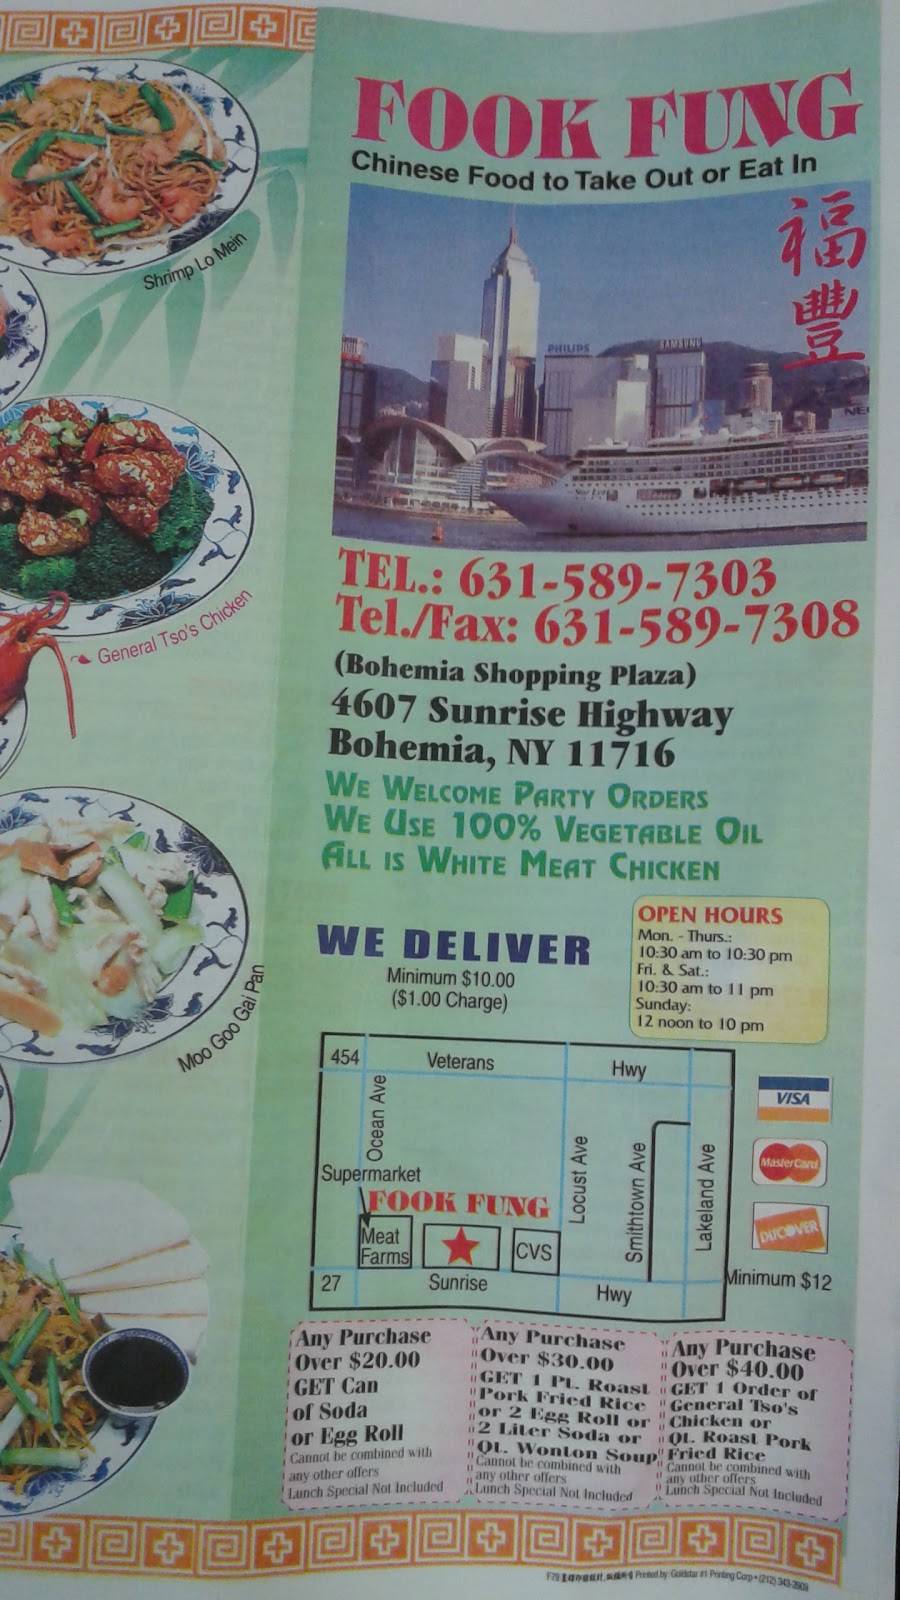 FOOK FUNG
Chinese Food to Take Out or Eat In
福
豐
PHILIPS
SAMSUNG
NEC
Shrimp Lo Mein
General Tso's Chicken
Moo Goo Gai Pan
TEL.: 631-589-7303
Tel./Fax: 631-589-7308
(Bohemia Shopping Plaza)
4607 Sunrise Highway
Bohemia, NY 11716
WE WELCOME PARTY ORDERS
WE USE 100% VEGETABLE OIL
ALL IS WHITE MEAT CHICKEN
WE DELIVER
Minimum $10.00
($1.00 Charge)
OPEN HOURS
Mon. - Thurs.:
10:30 am to 10:30 pm
Fri. & Sat.:
10:30 am to 11 pm
Sunday:
12 noon to 10 pm
454 Veterans Hwy
Ocean Ave
Locust Ave
Smithtown Ave
Lakeland Ave
Supermarket
FOOK FUNG
Meat
Farms
CVS
27 Sunrise Hwy
VISA
MasterCard
DISCOVER
Minimum $12
Any Purchase
Over $20.00
GET Can
of Soda
or Egg Roll
Cannot be combined with
any other offers
Lunch Special Not Included
Any Purchase
Over $30.00
GET 1 Pt. Roast
Pork Fried Rice
or 2 Egg Roll or
2 Liter Soda or
Qt. Wonton Soup
Cannot be combined with
any other offers
Lunch Special Not Included
Any Purchase
Over $40.00
GET 1 Order of
General Tso's
Chicken or
Qt. Roast Pork
Fried Rice
Cannot be combined with
any other offers
Lunch Special Not Included
Printed by: Goldstar #1 Printing Corp • (212) 343-3909